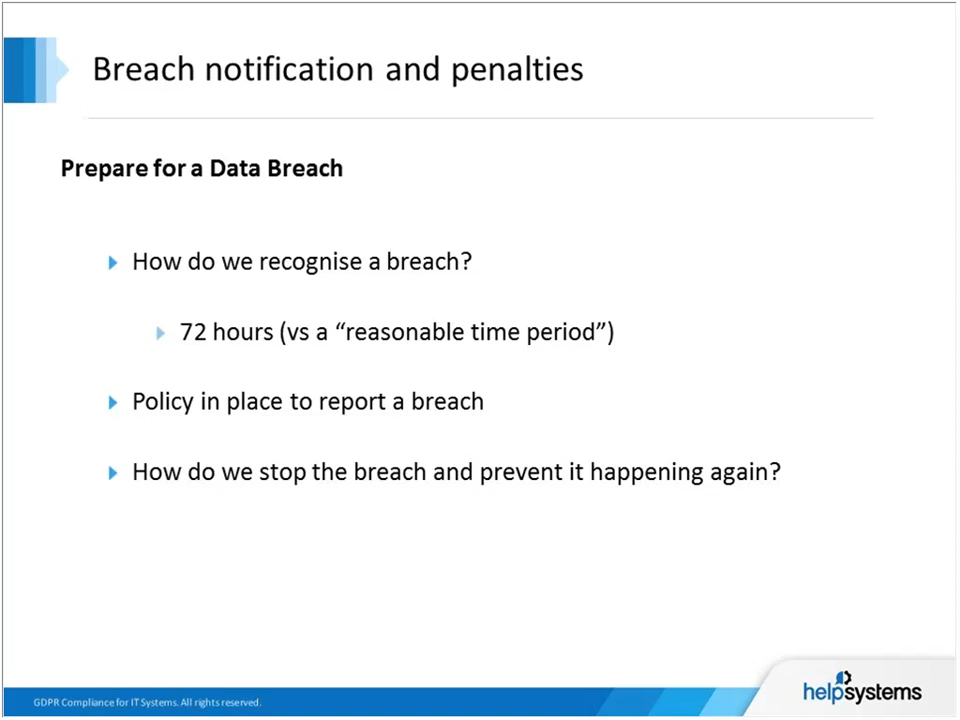 Breach notification and penalties
Prepare for a Data Breach
How do we recognise a breach?
72 hours (vs a “reasonable time period”)
Policy in place to report a breach
How do we stop the breach and prevent it happening again?
GDPR Compliance for IT Systems. All rights reserved.
helpsystems